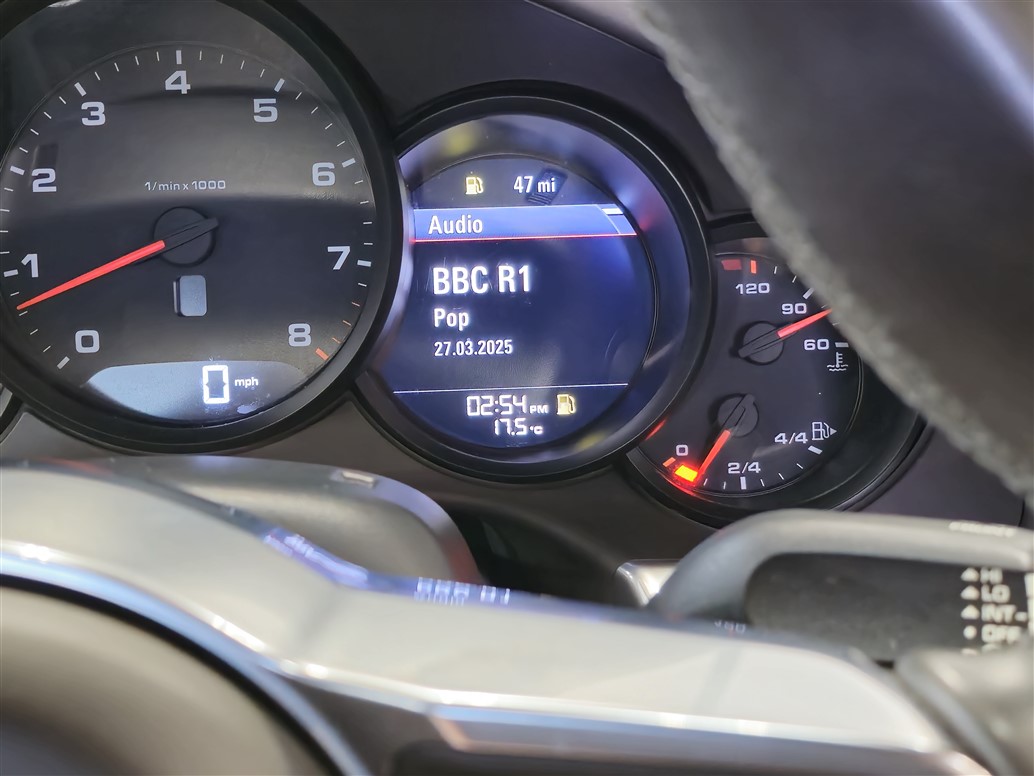 4
3
5
2
6
1/min x 1000
1
7
0
8
0 mph
47 mi
Audio
BBC R1
Pop
27.03.2025
02:54 PM
17.5 °C
120
90
60
0
2/4
4/4
HI
LO
INT
OFF